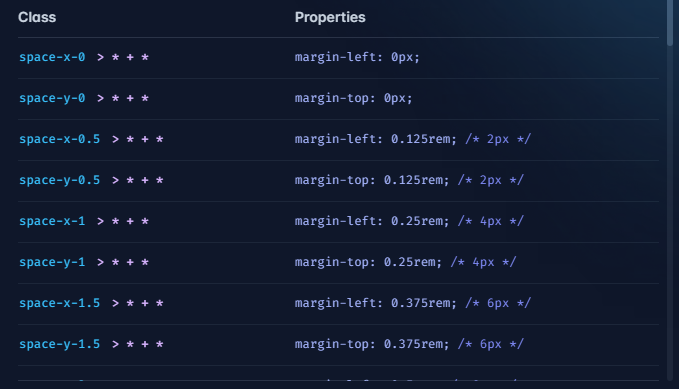 Class Properties
space-x-0 > * + * margin-left: 0px;
space-y-0 > * + * margin-top: 0px;
space-x-0.5 > * + * margin-left: 0.125rem; /* 2px */
space-y-0.5 > * + * margin-top: 0.125rem; /* 2px */
space-x-1 > * + * margin-left: 0.25rem; /* 4px */
space-y-1 > * + * margin-top: 0.25rem; /* 4px */
space-x-1.5 > * + * margin-left: 0.375rem; /* 6px */
space-y-1.5 > * + * margin-top: 0.375rem; /* 6px */